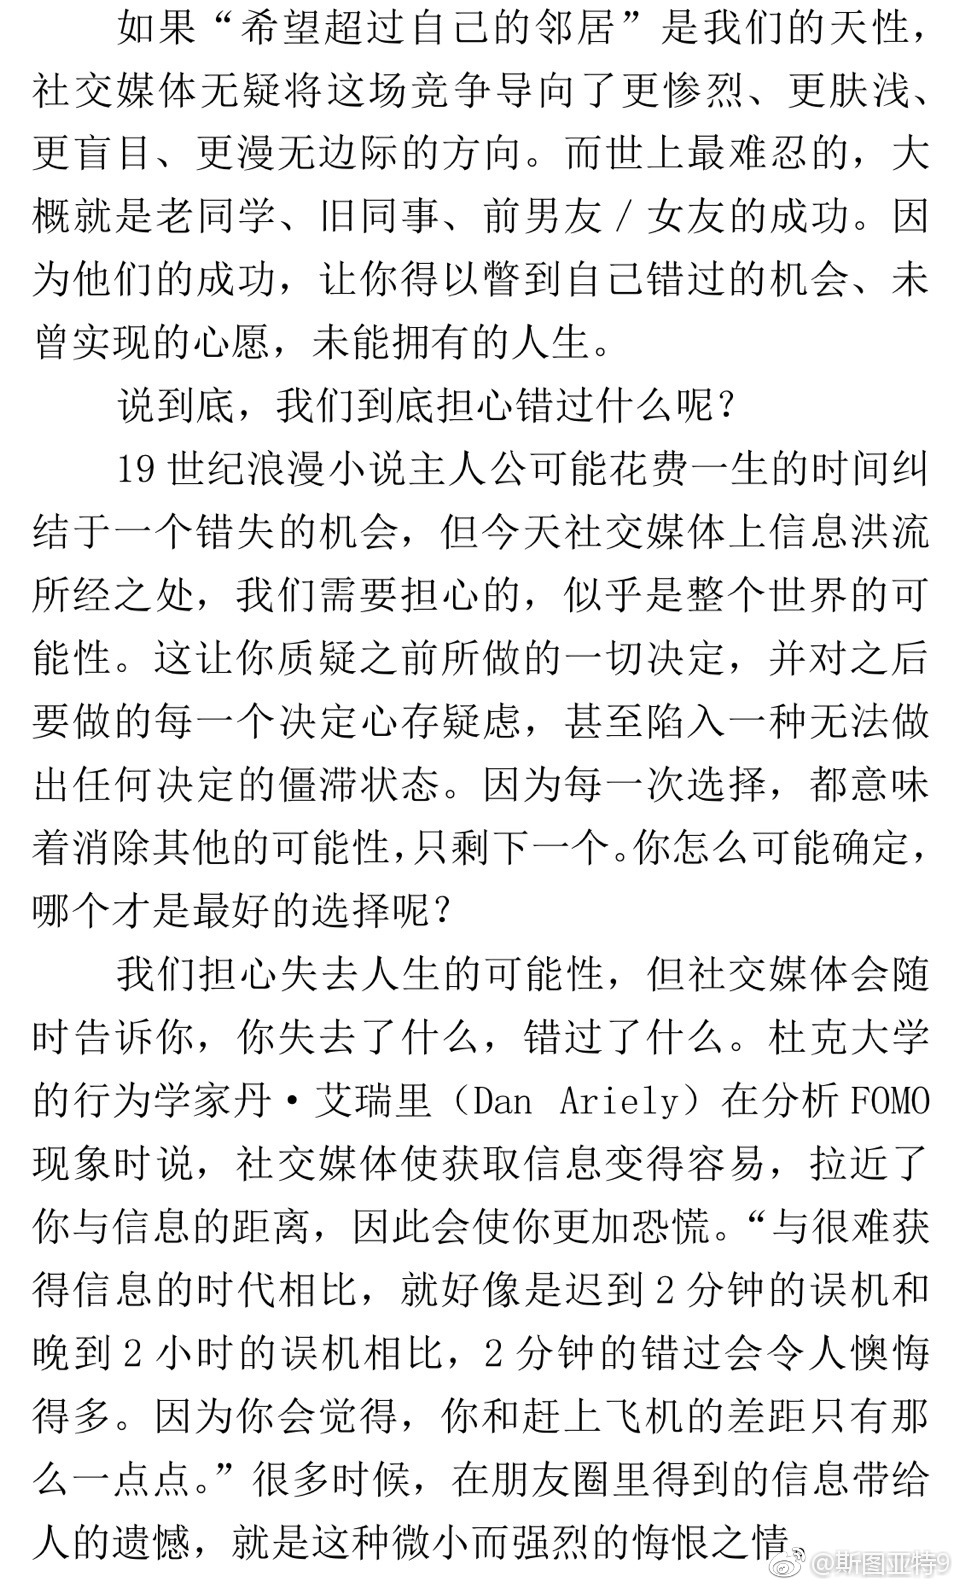 如果“希望超过自己的邻居”是我们的天性，
社交媒体无疑将这场竞争导向了更惨烈、更肤浅、
更盲目、更漫无边际的方向。而世上最难忍的，大
概就是老同学、旧同事、前男友/女友的成功。因
为他们的成功，让你得以瞥到自己错过的机会、未
曾实现的心愿，未能拥有的人生。
说到底，我们到底担心错过什么呢？
19世纪浪漫小说主人公可能花费一生的时间纠
结于一个错失的机会，但今天社交媒体上信息洪流
所经之处，我们需要担心的，似乎是整个世界的可
能性。这让你质疑之前所做的一切决定，并对之后
要做的每一个决定心存疑虑，甚至陷入一种无法做
出任何决定的僵滞状态。因为每一次选择，都意味
着消除其他的可能性，只剩下一个。你怎么可能确定，
哪个才是最好的选择呢？
我们担心失去人生的可能性，但社交媒体会随
时告诉你，你失去了什么，错过了什么。杜克大学
的行为学家丹·艾瑞里（Dan Ariely）在分析FOMO
现象时说，社交媒体使获取信息变得容易，拉近了
你与信息的距离，因此会使你更加恐慌。“与很难获
得信息的时代相比，就好像是迟到2分钟的误机和
晚到2小时的误机相比，2分钟的错过会令人懊悔
得多。因为你会觉得，你和赶上飞机的差距只有那
么一点点。”很多时候，在朋友圈里得到的信息带给
人的遗憾，就是这种微小而强烈的悔恨之情。
@斯图亚特9